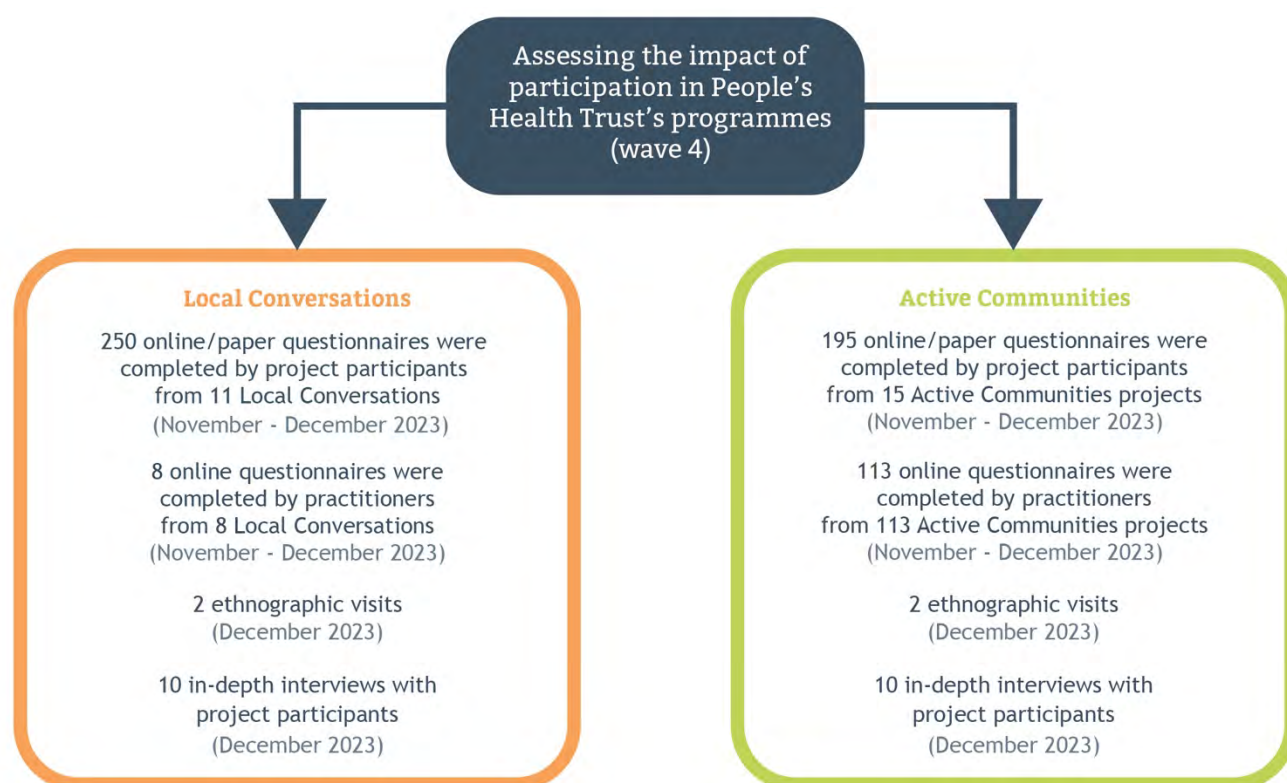 Assessing the impact of
participation in People's
Health Trust's programmes
(wave 4)
Local Conversations
250 online/paper questionnaires were
completed by project participants
from 11 Local Conversations
(November - December 2023)
8 online questionnaires were
completed by practitioners
from 8 Local Conversations
(November - December 2023)
2 ethnographic visits
(December 2023)
10 in-depth interviews with
project participants
(December 2023)
Active Communities
195 online/paper questionnaires were
completed by project participants
from 15 Active Communities projects
(November - December 2023)
113 online questionnaires were
completed by practitioners
from 113 Active Communities projects
(November - December 2023)
2 ethnographic visits
(December 2023)
10 in-depth interviews with
project participants
(December 2023)